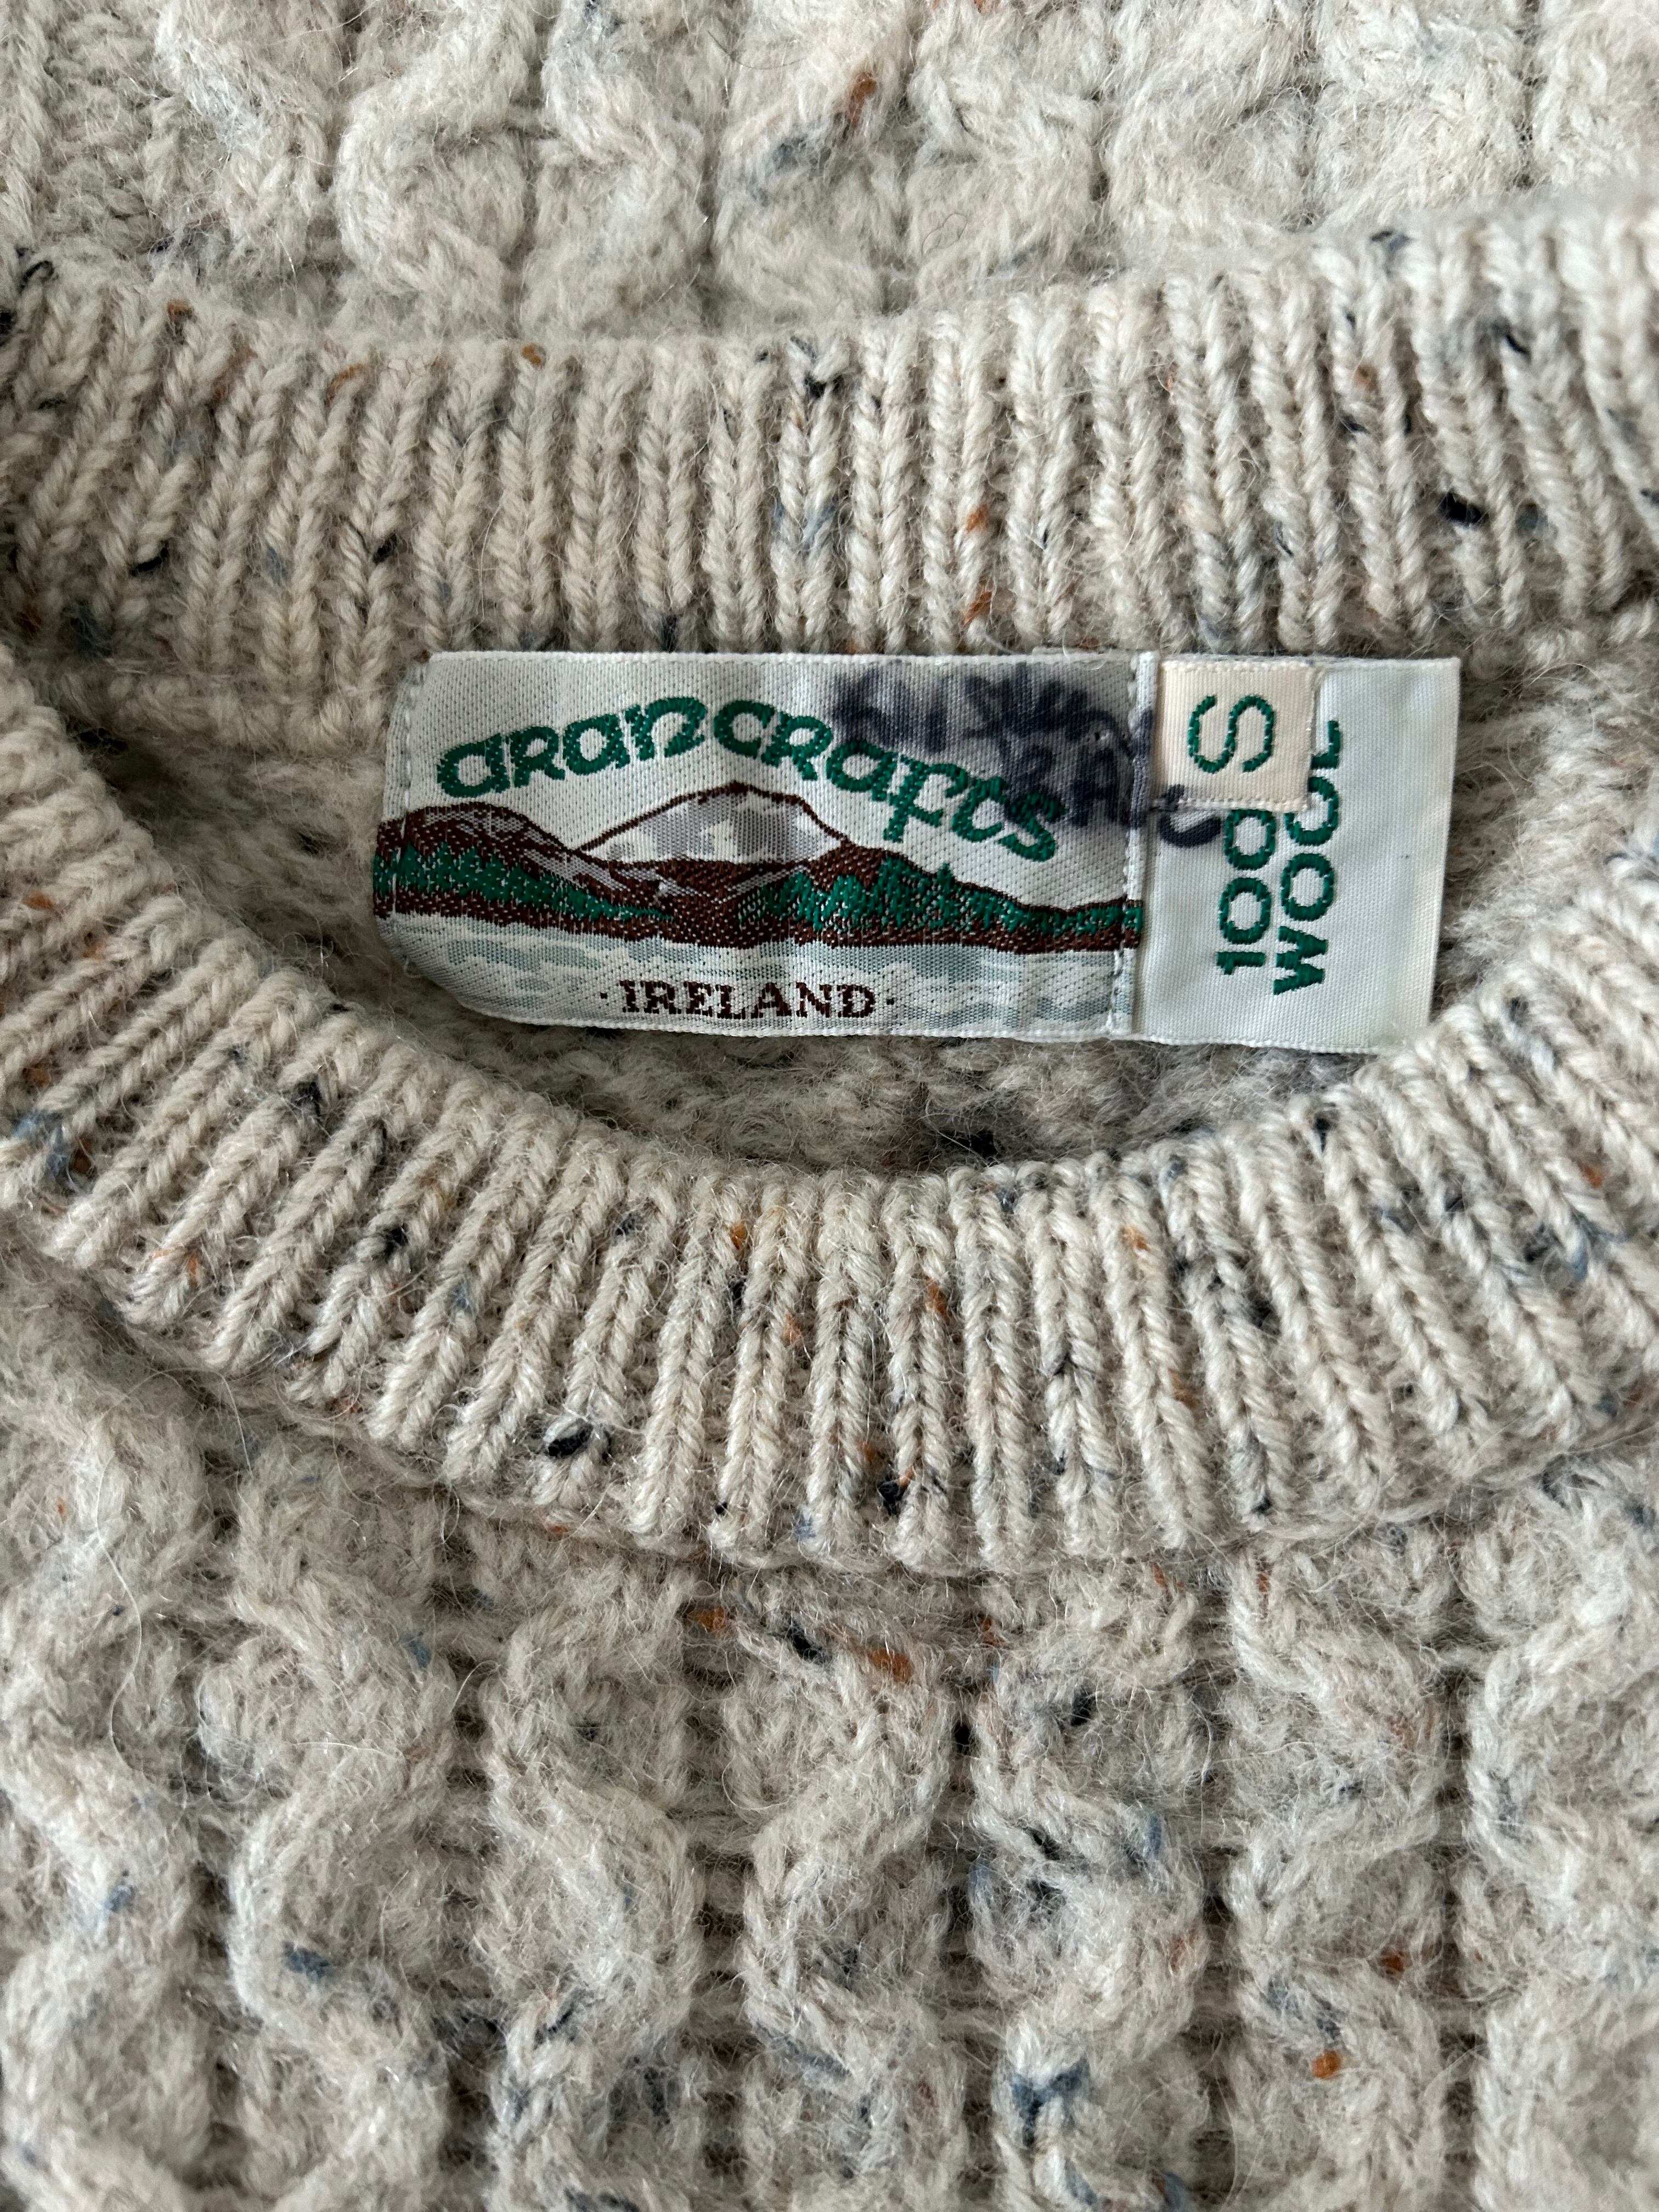 arancrafts
·IRELAND·
S
100
WOOL